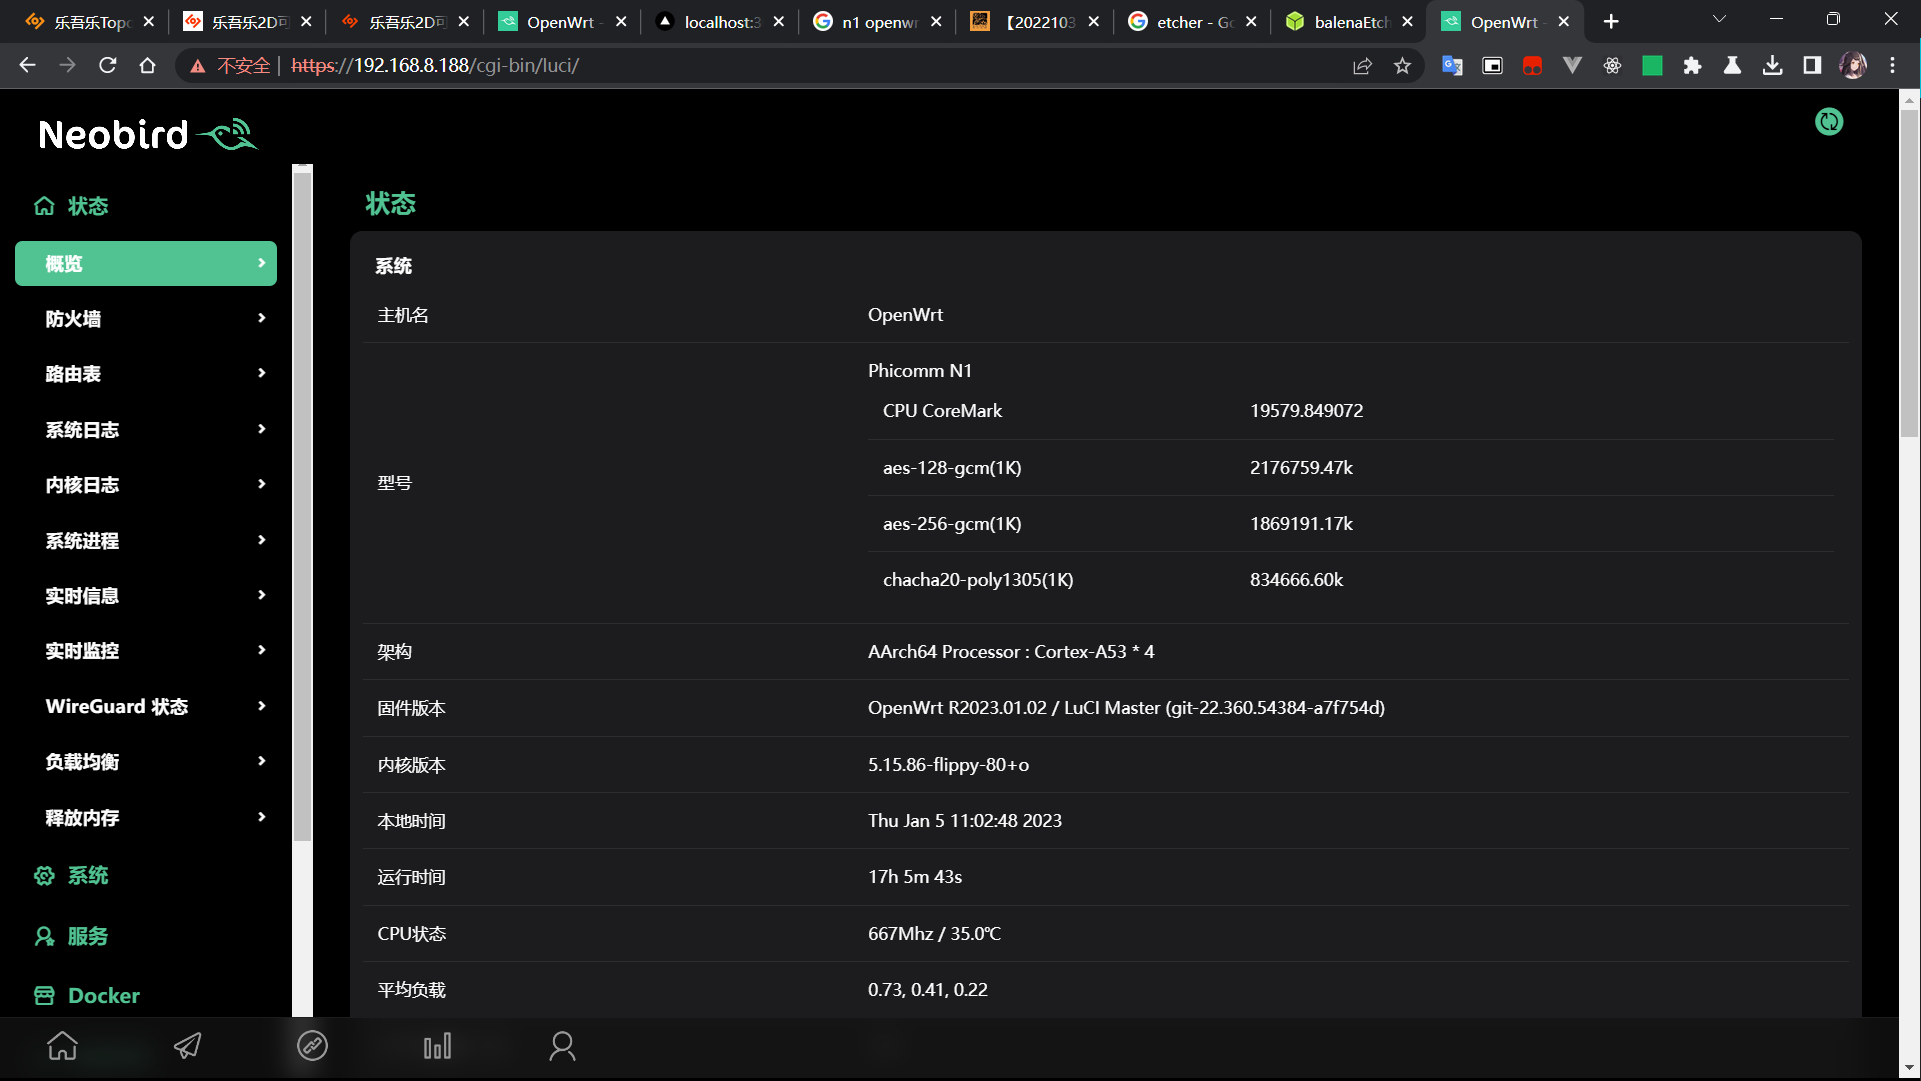 乐吾乐Topo
乐吾乐2D可
乐吾乐2D可
OpenWrt -
localhost:3
n1 openwr
【2022103
etcher - Go
balenaEtch
OpenWrt -
不安全 | https://192.168.8.188/cgi-bin/luci/
Neobird
状态
概览
防火墙
路由表
系统日志
内核日志
系统进程
实时信息
实时监控
WireGuard 状态
负载均衡
释放内存
系统
服务
Docker
状态
系统
主机名 OpenWrt
型号
Phicomm N1
CPU CoreMark 19579.849072
aes-128-gcm(1K) 2176759.47k
aes-256-gcm(1K) 1869191.17k
chacha20-poly1305(1K) 834666.60k
架构 AArch64 Processor : Cortex-A53 * 4
固件版本 OpenWrt R2023.01.02 / LuCI Master (git-22.360.54384-a7f754d)
内核版本 5.15.86-flippy-80+o
本地时间 Thu Jan 5 11:02:48 2023
运行时间 17h 5m 43s
CPU状态 667Mhz / 35.0℃
平均负载 0.73, 0.41, 0.22